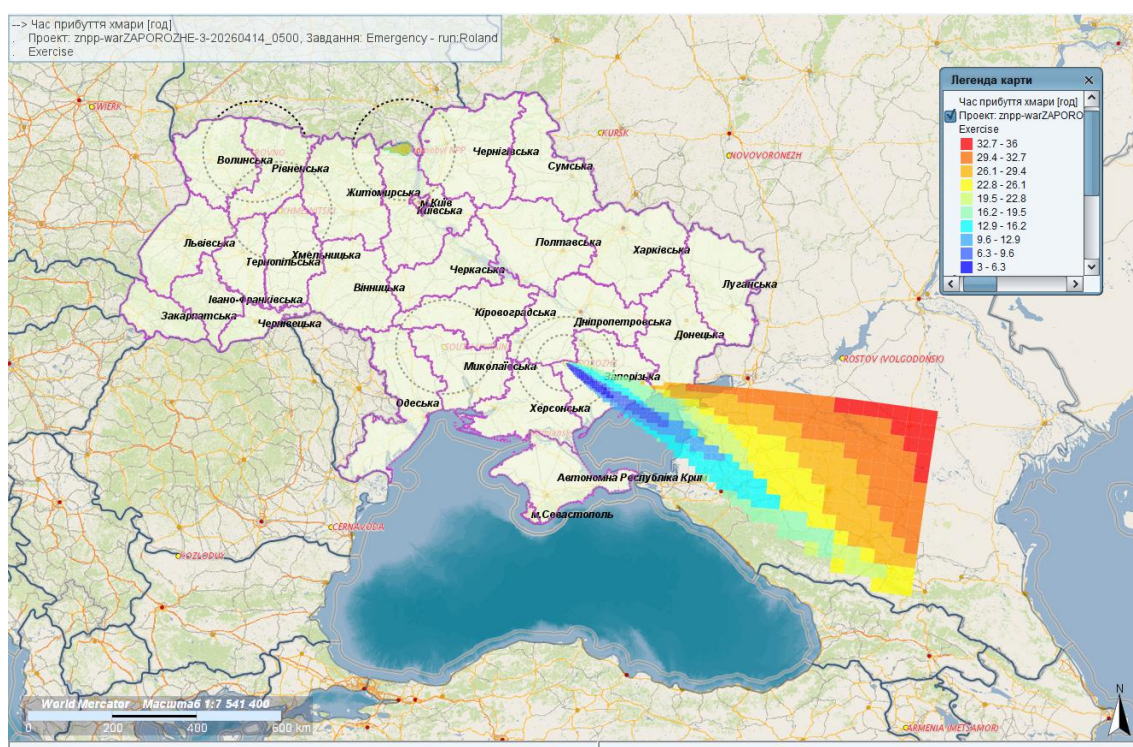 --> Час прибуття хмари [год]
Проект: znpp-warZAPOROZHE-3-20260414_0500, Завдання: Emergency - run:Roland
Exercise
Легенда карти
Час прибуття хмари [год]
Проект: znpp-warZAPORO
Exercise
32.7 - 36
29.4 - 32.7
26.1 - 29.4
22.8 - 26.1
19.5 - 22.8
16.2 - 19.5
12.9 - 16.2
9.6 - 12.9
6.3 - 9.6
3 - 6.3
SWIERK
KURSK
NOVOVORONEZH
Волинська
Рівненська
NPP
Чернігівська
Сумська
Житомирська
м.Київ
Київська
KHMELNITSKI
Львівська
Тернопільська
Хмельницька
Полтавська
Харківська
Черкаська
Луганська
Вінницька
Івано-Франківська
Закарпатська
Чернівецька
Кіровоградська
Дніпропетровська
Донецька
ROSTOV (VOLGODONSK)
SOUTH
Миколаївська
Запорізька
Одеська
Херсонська
Автономна Республіка Крим
м.Севастополь
CERNAVODA
KOZLODUY
World Mercator Масштаб 1:7 541 400
0 200 400 600 km
N
ARMENIA (METSAMOR)